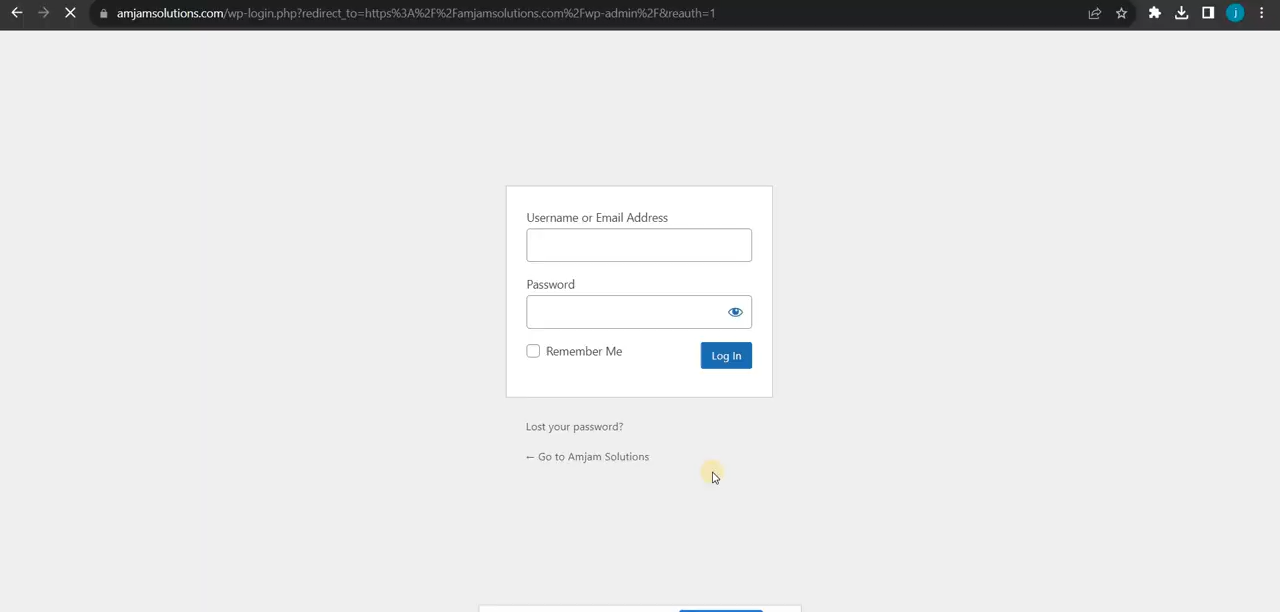 amjamsolutions.com/wp-login.php?redirect_to=https%3A%2F%2Famjamsolutions.com%2Fwp-admin%2F&reauth=1
j
Username or Email Address
Password
Remember Me
Log In
Lost your password?
← Go to Amjam Solutions